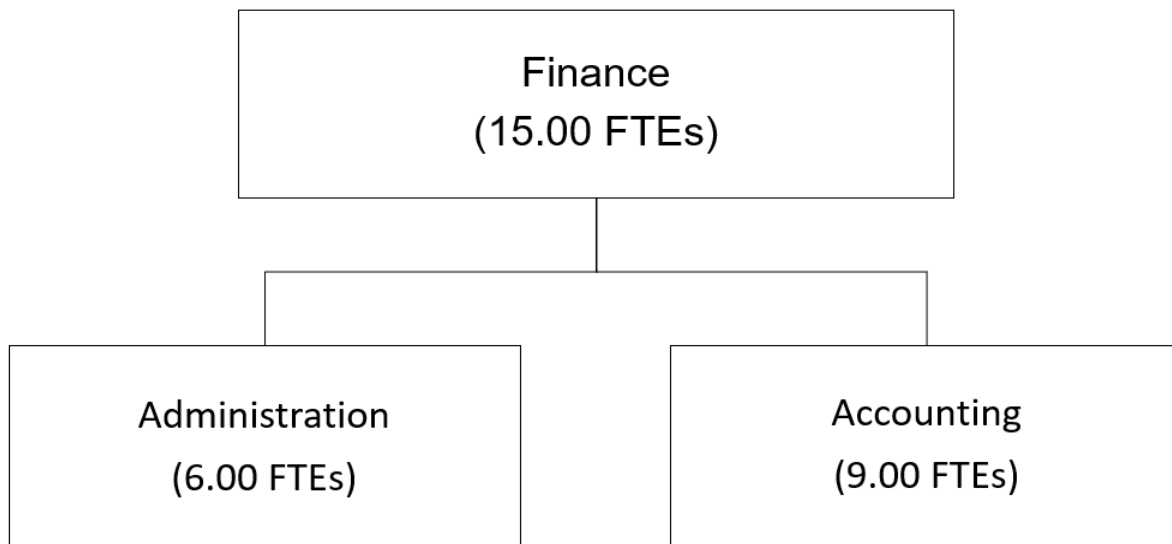 Finance
(15.00 FTEs)
Administration
(6.00 FTEs)
Accounting
(9.00 FTEs)